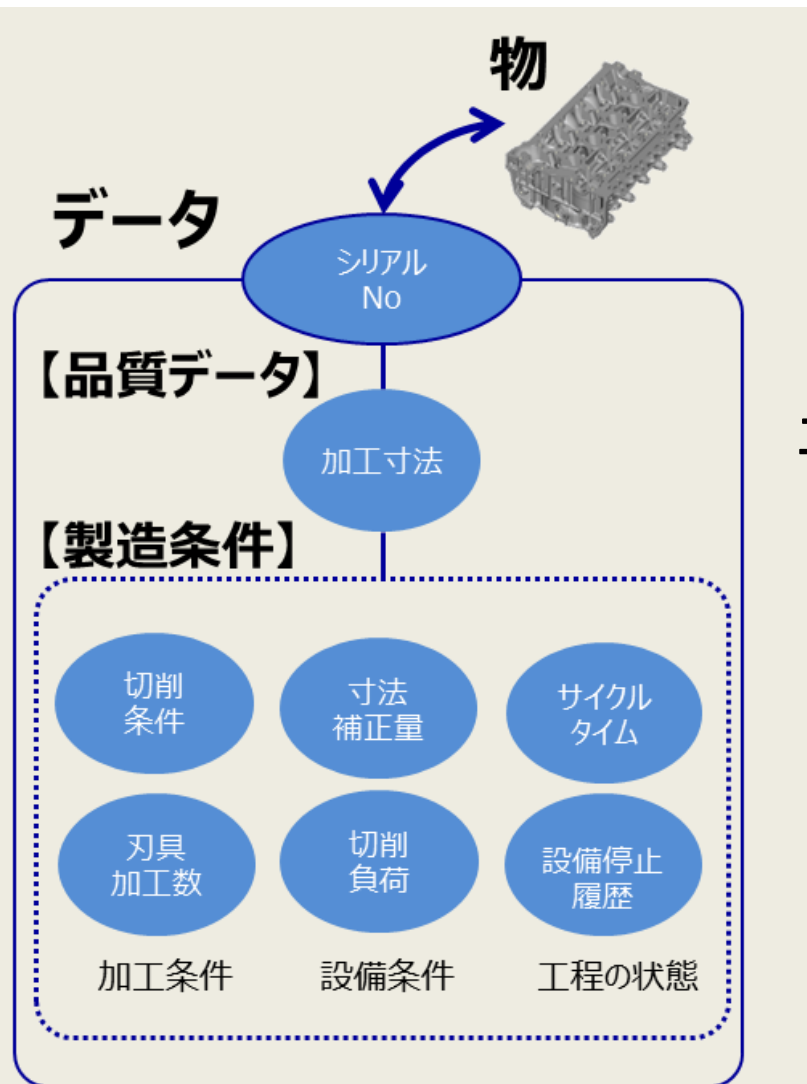 物
データ
シリアル
No
【品質データ】
加工寸法
【製造条件】
切削
条件
寸法
補正量
サイクル
タイム
刃具
加工数
切削
負荷
設備停止
履歴
加工条件
設備条件
工程の状態